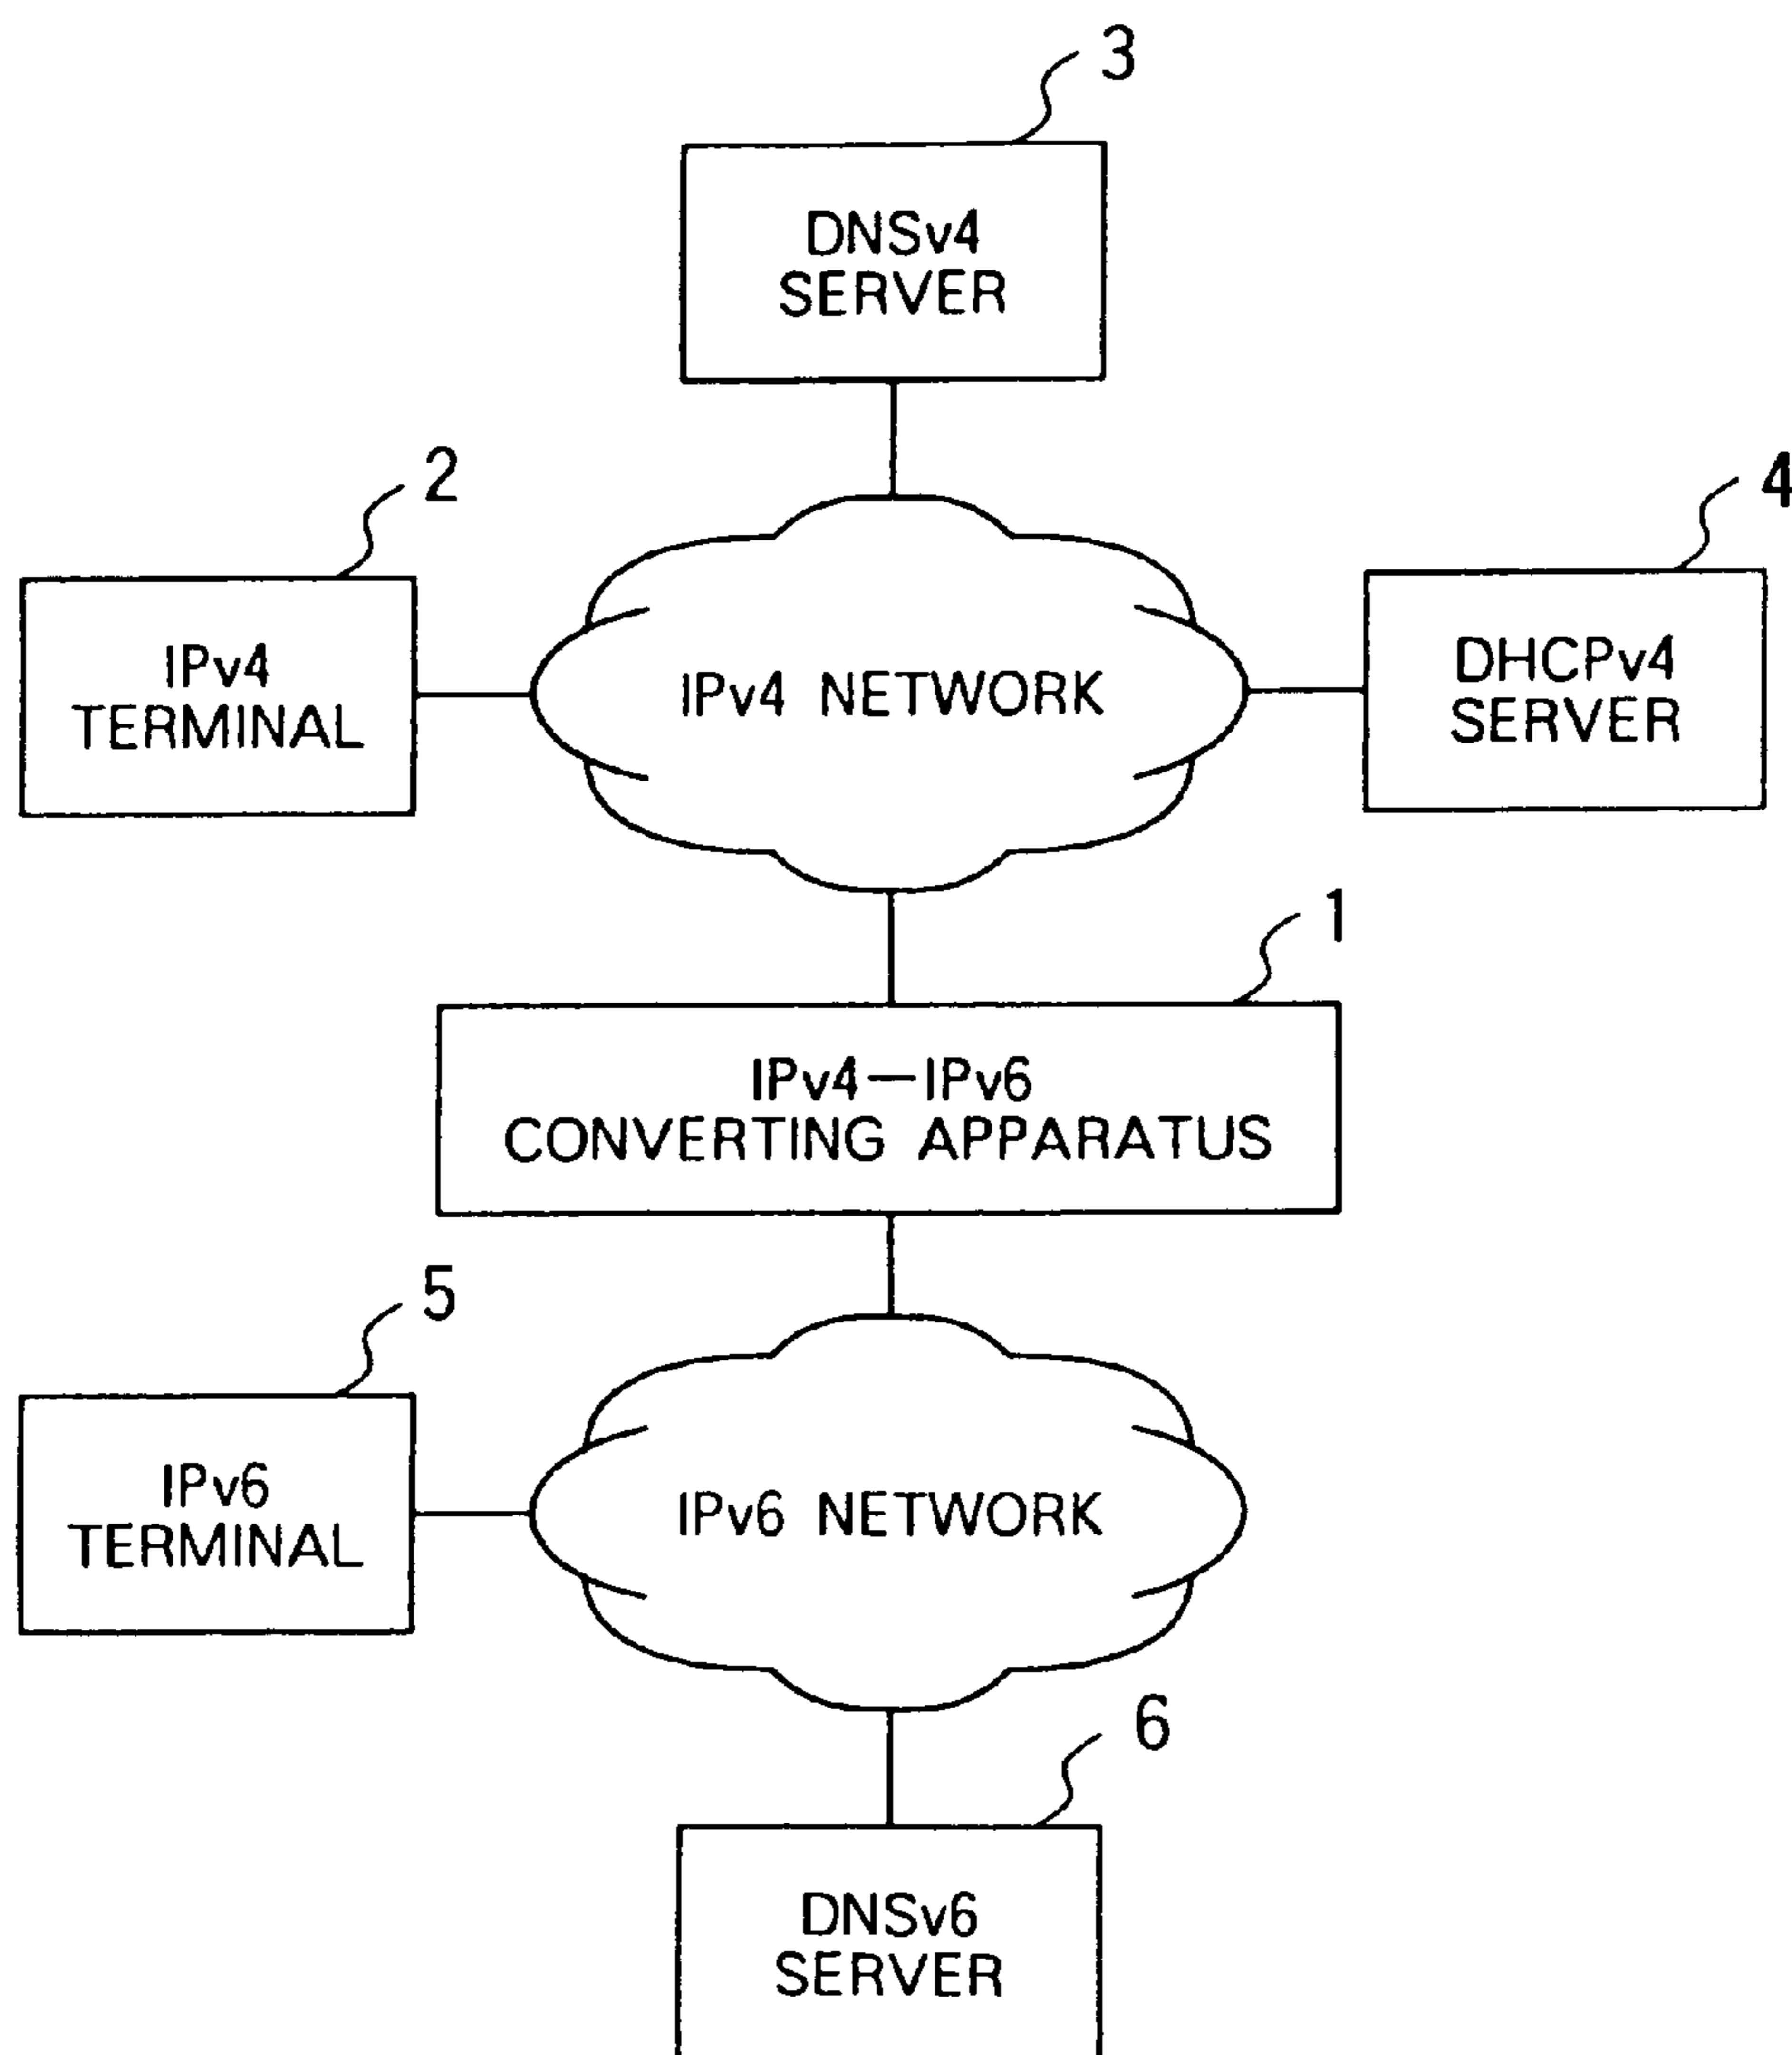 3
DNSv4
SERVER
2
4
IPv4
TERMINAL
IPv4 NETWORK
DHCPv4
SERVER
1
IPv4—IPv6
CONVERTING APPARATUS
5
IPv6
TERMINAL
IPv6 NETWORK
6
DNSv6
SERVER